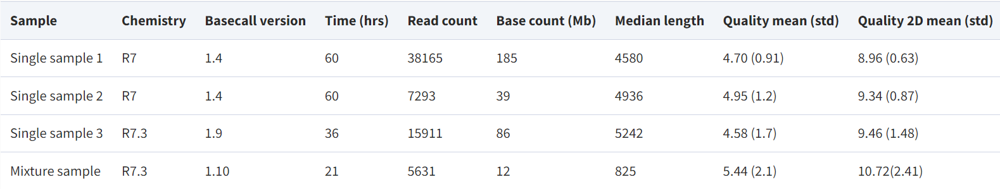 Sample Chemistry Basecall version Time (hrs) Read count Base count (Mb) Median length Quality mean (std) Quality 2D mean (std)
Single sample 1 R7 1.4 60 38165 185 4580 4.70 (0.91) 8.96 (0.63)
Single sample 2 R7 1.4 60 7293 39 4936 4.95 (1.2) 9.34 (0.87)
Single sample 3 R7.3 1.9 36 15911 86 5242 4.58 (1.7) 9.46 (1.48)
Mixture sample R7.3 1.10 21 5631 12 825 5.44 (2.1) 10.72(2.41)